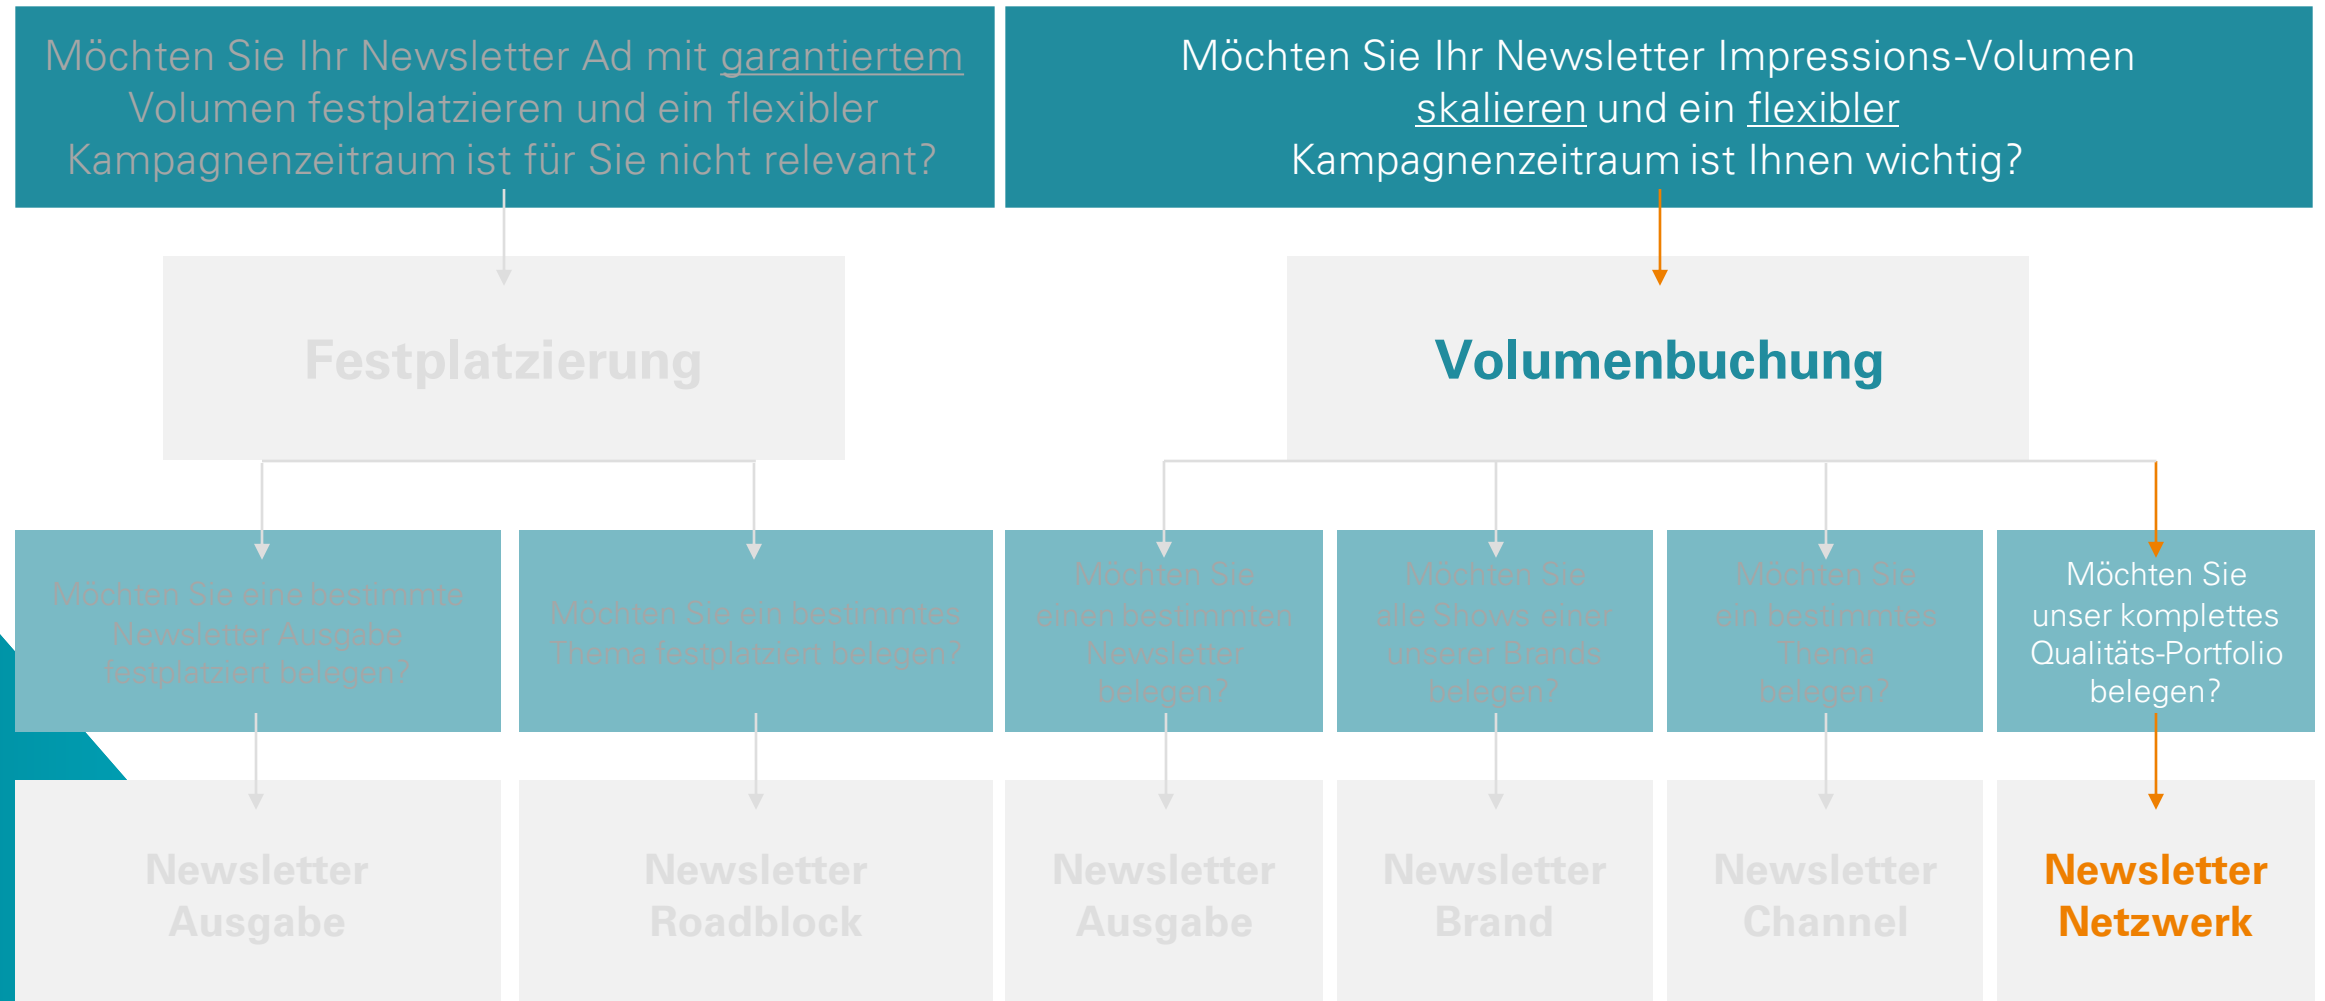 Möchten Sie Ihr Newsletter Ad mit garantiertem
Volumen festplatzieren und ein flexibler
Kampagnenzeitraum ist für Sie nicht relevant?
Möchten Sie Ihr Newsletter Impressions-Volumen
skalieren und ein flexibler
Kampagnenzeitraum ist Ihnen wichtig?
Festplatzierung
Volumenbuchung
Möchten Sie eine bestimmte
Newsletter Ausgabe
festplatziert belegen?
Möchten Sie ein bestimmtes
Thema festplatziert belegen?
Möchten Sie
einen bestimmten
Newsletter
belegen?
Möchten Sie
alle Shows einer
unserer Brands
belegen?
Möchten Sie
ein bestimmtes
Thema
belegen?
Möchten Sie
unser komplettes
Qualitäts-Portfolio
belegen?
Newsletter
Ausgabe
Newsletter
Roadblock
Newsletter
Ausgabe
Newsletter
Brand
Newsletter
Channel
Newsletter
Netzwerk